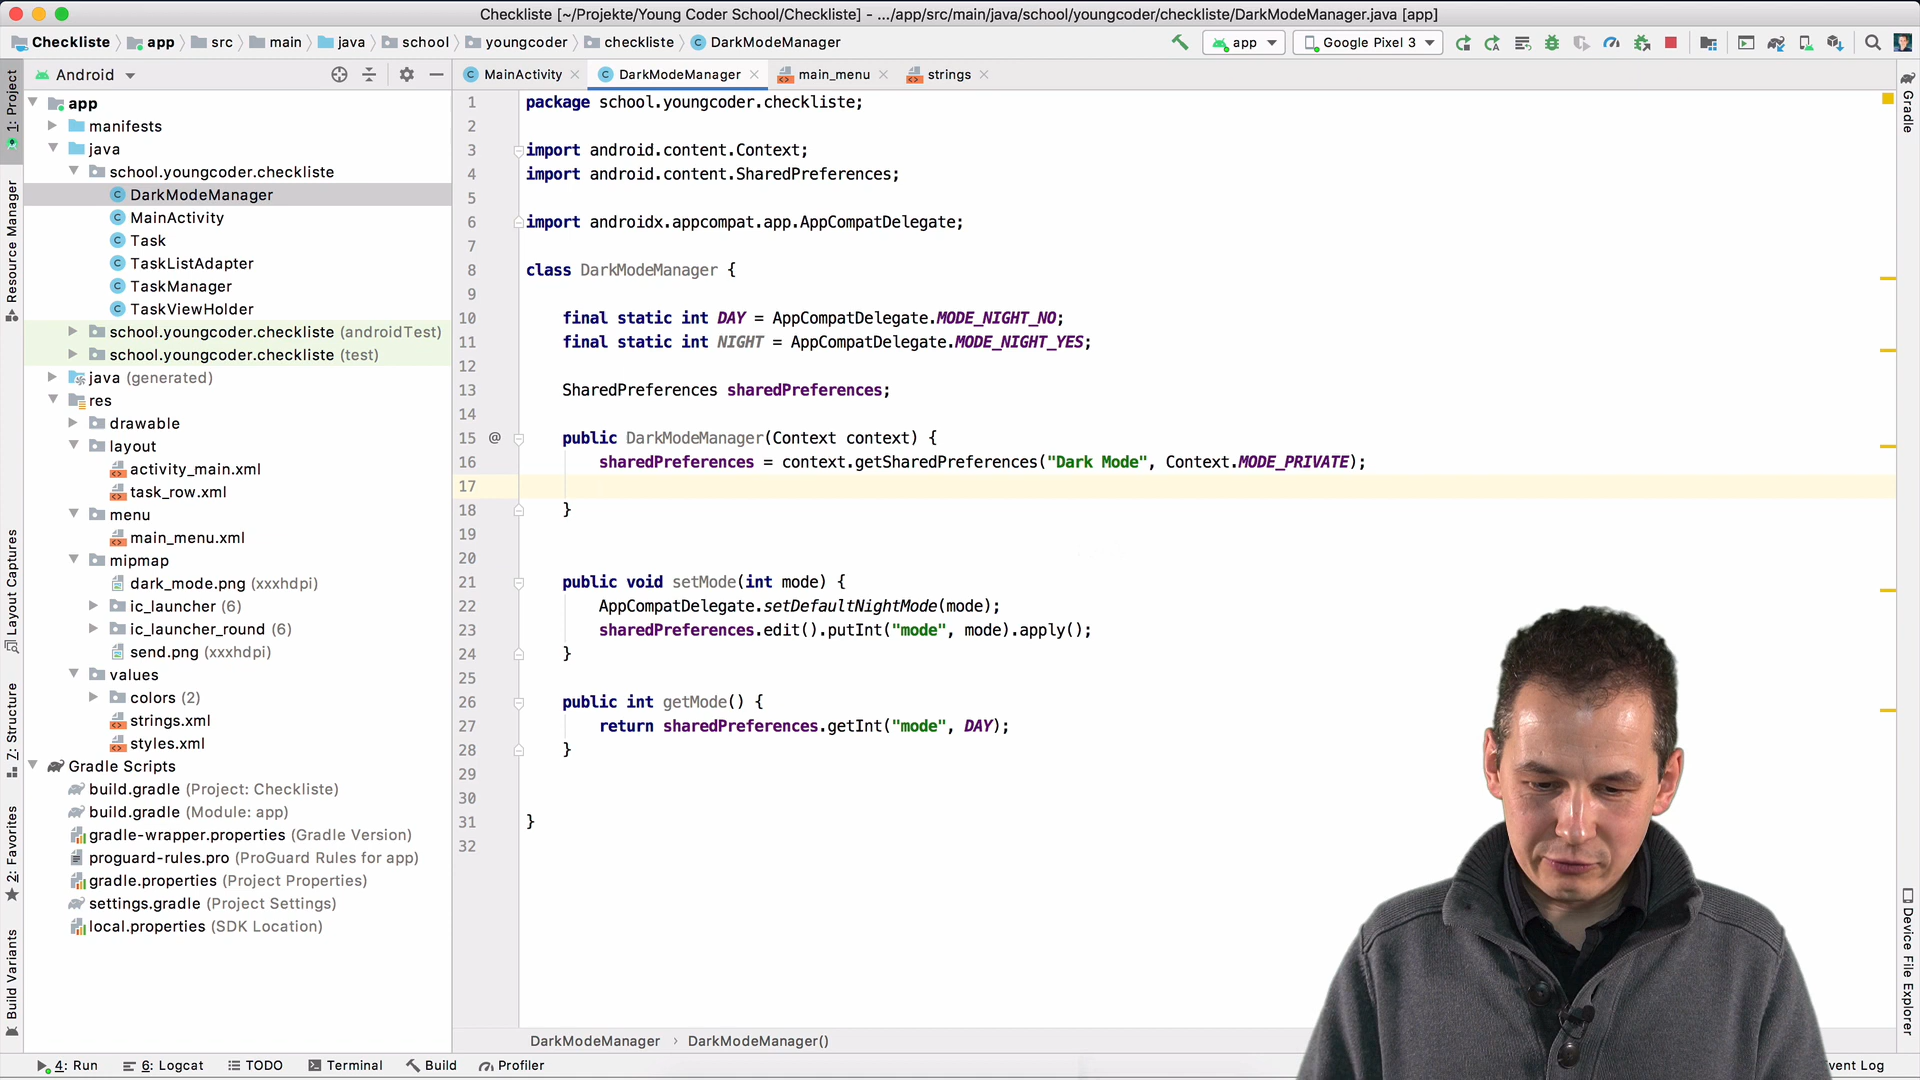 Checkliste [~/Projekte/Young Coder School/Checkliste] - .../app/src/main/java/school/youngcoder/checkliste/DarkModeManager.java [app]
Checkliste app src main java school youngcoder checkliste DarkModeManager app Google Pixel 3
Android MainActivity DarkModeManager main_menu strings
1: Project
Resource Manager
Layout Captures
Z: Structure
2: Favorites
Build Variants
app
manifests
java
school.youngcoder.checkliste
DarkModeManager
MainActivity
Task
TaskListAdapter
TaskManager
TaskViewHolder
school.youngcoder.checkliste (androidTest)
school.youngcoder.checkliste (test)
java (generated)
res
drawable
layout
activity_main.xml
task_row.xml
menu
main_menu.xml
mipmap
dark_mode.png (xxxhdpi)
ic_launcher (6)
ic_launcher_round (6)
send.png (xxxhdpi)
values
colors (2)
strings.xml
styles.xml
Gradle Scripts
build.gradle (Project: Checkliste)
build.gradle (Module: app)
gradle-wrapper.properties (Gradle Version)
proguard-rules.pro (ProGuard Rules for app)
gradle.properties (Project Properties)
settings.gradle (Project Settings)
local.properties (SDK Location)
1 package school.youngcoder.checkliste;
2
3 import android.content.Context;
4 import android.content.SharedPreferences;
5
6 import androidx.appcompat.app.AppCompatDelegate;
7
8 class DarkModeManager {
9
10 final static int DAY = AppCompatDelegate.MODE_NIGHT_NO;
11 final static int NIGHT = AppCompatDelegate.MODE_NIGHT_YES;
12
13 SharedPreferences sharedPreferences;
14
15 @ public DarkModeManager(Context context) {
16 sharedPreferences = context.getSharedPreferences("Dark Mode", Context.MODE_PRIVATE);
17
18 }
19
20
21 public void setMode(int mode) {
22 AppCompatDelegate.setDefaultNightMode(mode);
23 sharedPreferences.edit().putInt("mode", mode).apply();
24 }
25
26 public int getMode() {
27 return sharedPreferences.getInt("mode", DAY);
28 }
29
30
31 }
32
Gradle
Device File Explorer
DarkModeManager › DarkModeManager()
4: Run 6: Logcat TODO Terminal Build Profiler vent Log